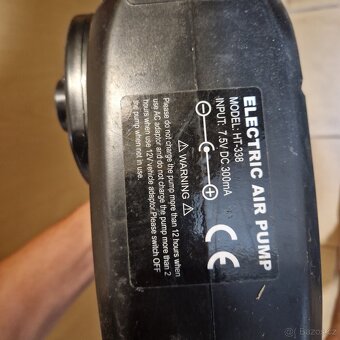 ELECTRIC AIR PUMP
MODEL: HT-338
INPUT: 7.5V DC 300mA
CE
⚠ WARNING ⚠
Please do not charge the pump more than 12 hours when
use AC adaptor and do not charge the pump more than 2
hours when use 12V vehicle adaptor.Please switch OFF
the pump when not in use.